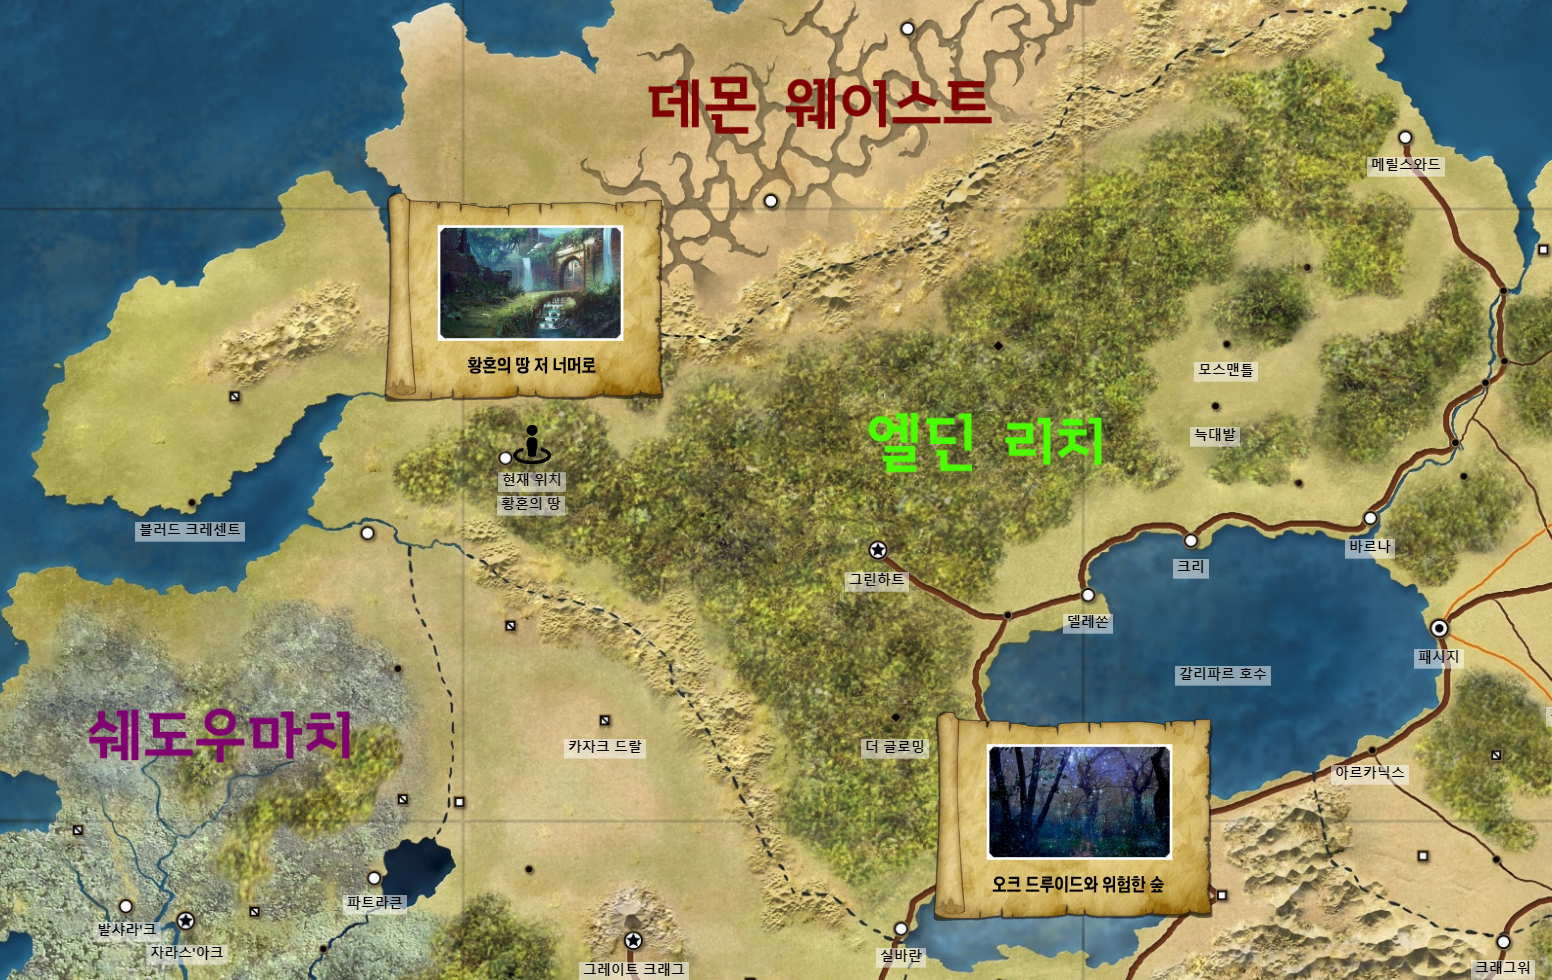 데몬 웨이스트
메릴스와드
황혼의 땅 저 너머로
모스맨틀
엘딘 리치
늑대발
현재 위치
황혼의 땅
블러드 크레센트
바르나
크리
그린하트
델레쏜
패시지
갈리파르 호수
쉐도우마치
카자크 드랄
더 글로밍
아르카닉스
오크 드루이드와 위험한 숲
파트라큰
발샤라'크
자라스'아크
실바란
그레이트 크래그
크래그워